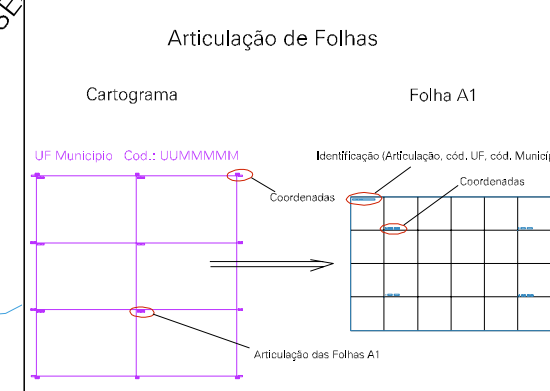 Articulação de Folhas
Cartograma
Folha A1
UF Municipio Cod.: UUMMMMM
Identificação (Articulação, cód. UF, cód.
Coordenadas
Coordenadas
Articulação das Folhas A1